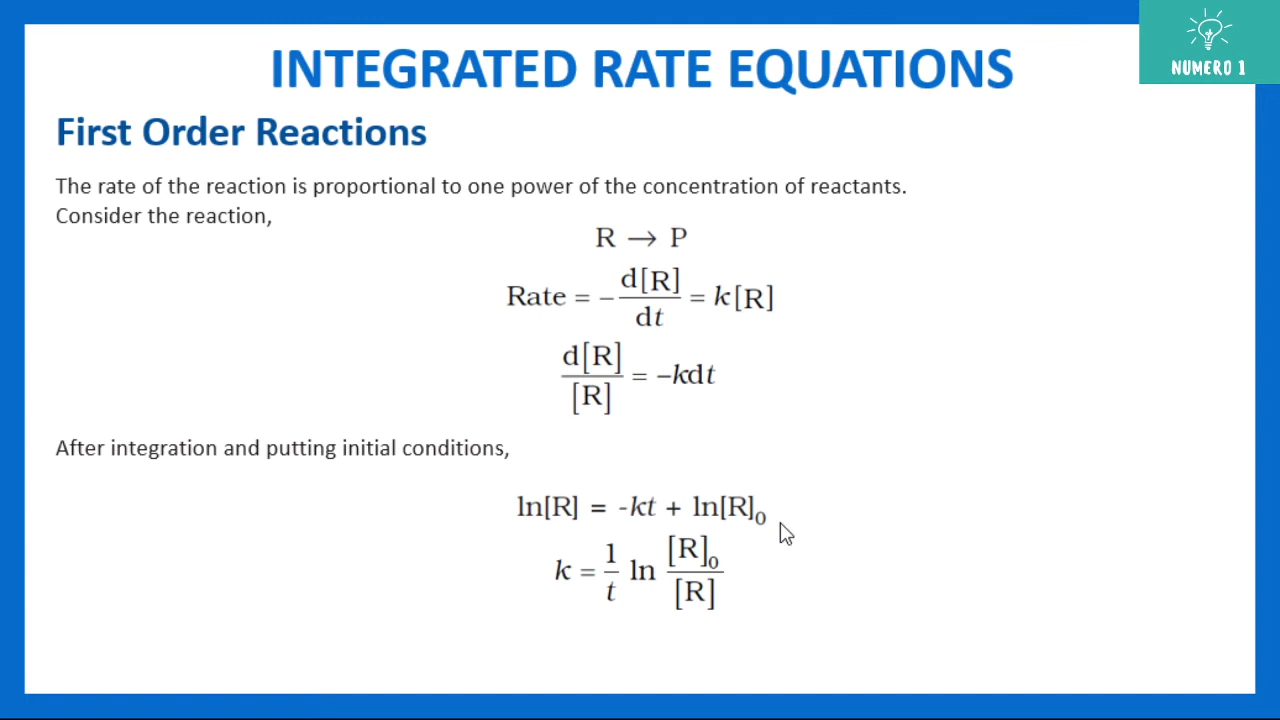 INTEGRATED RATE EQUATIONS
NUMERO 1
First Order Reactions
The rate of the reaction is proportional to one power of the concentration of reactants.
Consider the reaction,
R → P
Rate = − d[R]/dt = k[R]
d[R]/[R] = −kdt
After integration and putting initial conditions,
ln[R] = -kt + ln[R]₀
k = 1/t ln [R]₀/[R]